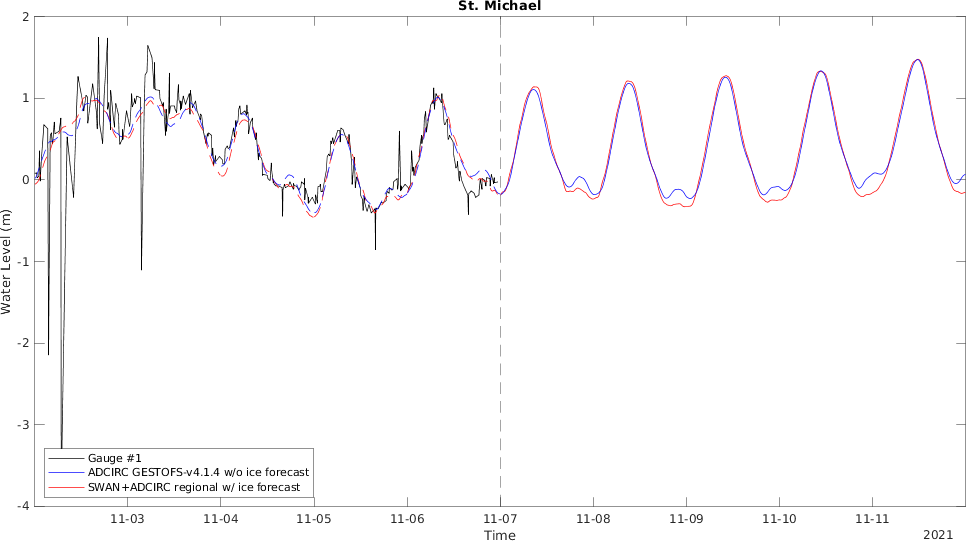 St. Michael
2
1
0
-1
-2
-3
-4
Water Level (m)
Gauge #1
ADCIRC GESTOFS-v4.1.4 w/o ice forecast
SWAN+ADCIRC regional w/ ice forecast
11-03 11-04 11-05 11-06 11-07 11-08 11-09 11-10 11-11
Time
2021